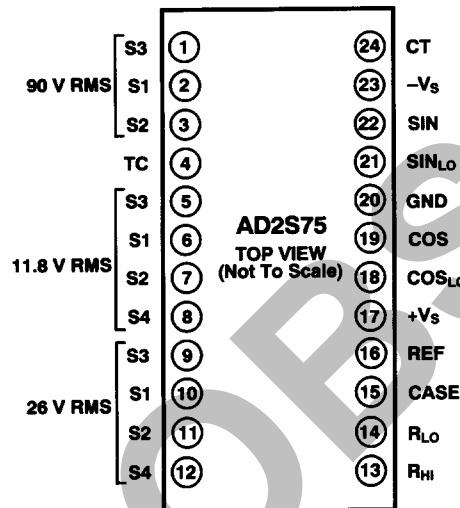 S3 1 24 CT
90 V RMS S1 2 23 –VS
S2 3 22 SIN
TC 4 21 SINLO
S3 5 20 GND
AD2S75
S1 6 19 COS
TOP VIEW
11.8 V RMS (Not To Scale)
S2 7 18 COSLO
S4 8 17 +VS
S3 9 16 REF
S1 10 15 CASE
26 V RMS
S2 11 14 RLO
S4 12 13 RHI